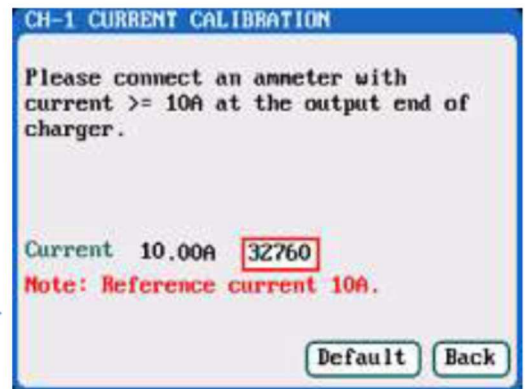 CH-1 CURRENT CALIBRATION
Please connect an ammeter with
current >= 10A at the output end of
charger.
Current 10.00A 32760
Note: Reference current 10A.
Default Back